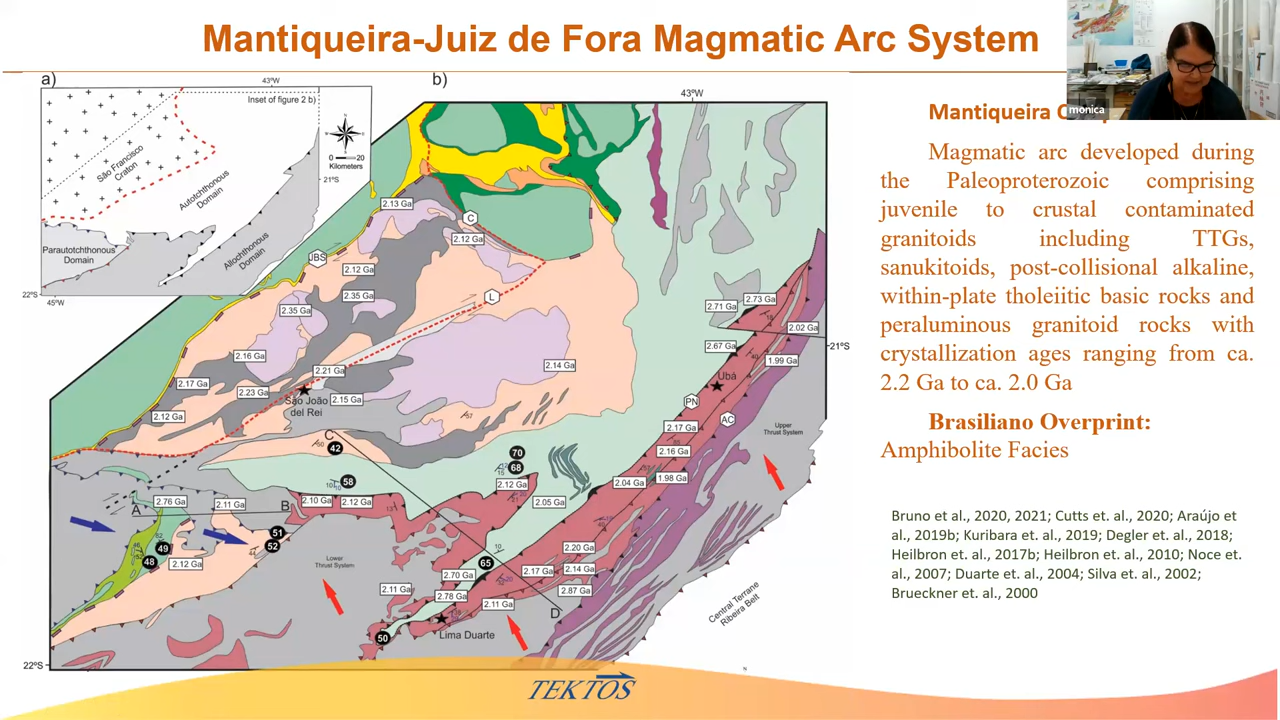 Mantiqueira-Juiz de Fora Magmatic Arc System
monica
a)
43ºW
Inset of figure 2 b)
São Francisco
Craton
Autotchthonous
Domain
0 20
Kilometers
21ºS
Parautotchthonous
Domain
Allochthonous
Domain
22ºS
45ºW
b)
43ºW
2.13 Ga
C
2.12 Ga
JBS
2.12 Ga
2.35 Ga
L
2.35 Ga
2.73 Ga
2.71 Ga
2.02 Ga
21ºS
2.67 Ga
2.16 Ga
1.99 Ga
2.14 Ga
2.21 Ga
Ubá
2.17 Ga
2.23 Ga
São João
del Rei
2.15 Ga
PN
2.12 Ga
AC
2.17 Ga
Upper
Thrust System
C
42
2.16 Ga
70
68
58
2.04 Ga
1.98 Ga
2.12 Ga
2.76 Ga
2.11 Ga
2.10 Ga
2.12 Ga
2.05 Ga
A
B
51
52
49
48
2.12 Ga
Lower
Thrust System
2.20 Ga
65
2.17 Ga
2.14 Ga
2.70 Ga
2.11 Ga
2.87 Ga
2.78 Ga
2.11 Ga
D
50
Lima Duarte
Central Terrane
Ribeira Belt
22ºS
Mantiqueira
Magmatic arc developed during
the Paleoproterozoic comprising
juvenile to crustal contaminated
granitoids including TTGs,
sanukitoids, post-collisional alkaline,
within-plate tholeiitic basic rocks and
peraluminous granitoid rocks with
crystallization ages ranging from ca.
2.2 Ga to ca. 2.0 Ga
Brasiliano Overprint:
Amphibolite Facies
Bruno et al., 2020, 2021; Cutts et. al., 2020; Araújo et
al., 2019b; Kuribara et. al., 2019; Degler et. al., 2018;
Heilbron et. al., 2017b; Heilbron et. al., 2010; Noce et.
al., 2007; Duarte et. al., 2004; Silva et. al., 2002;
Brueckner et. al., 2000
TEKTOS